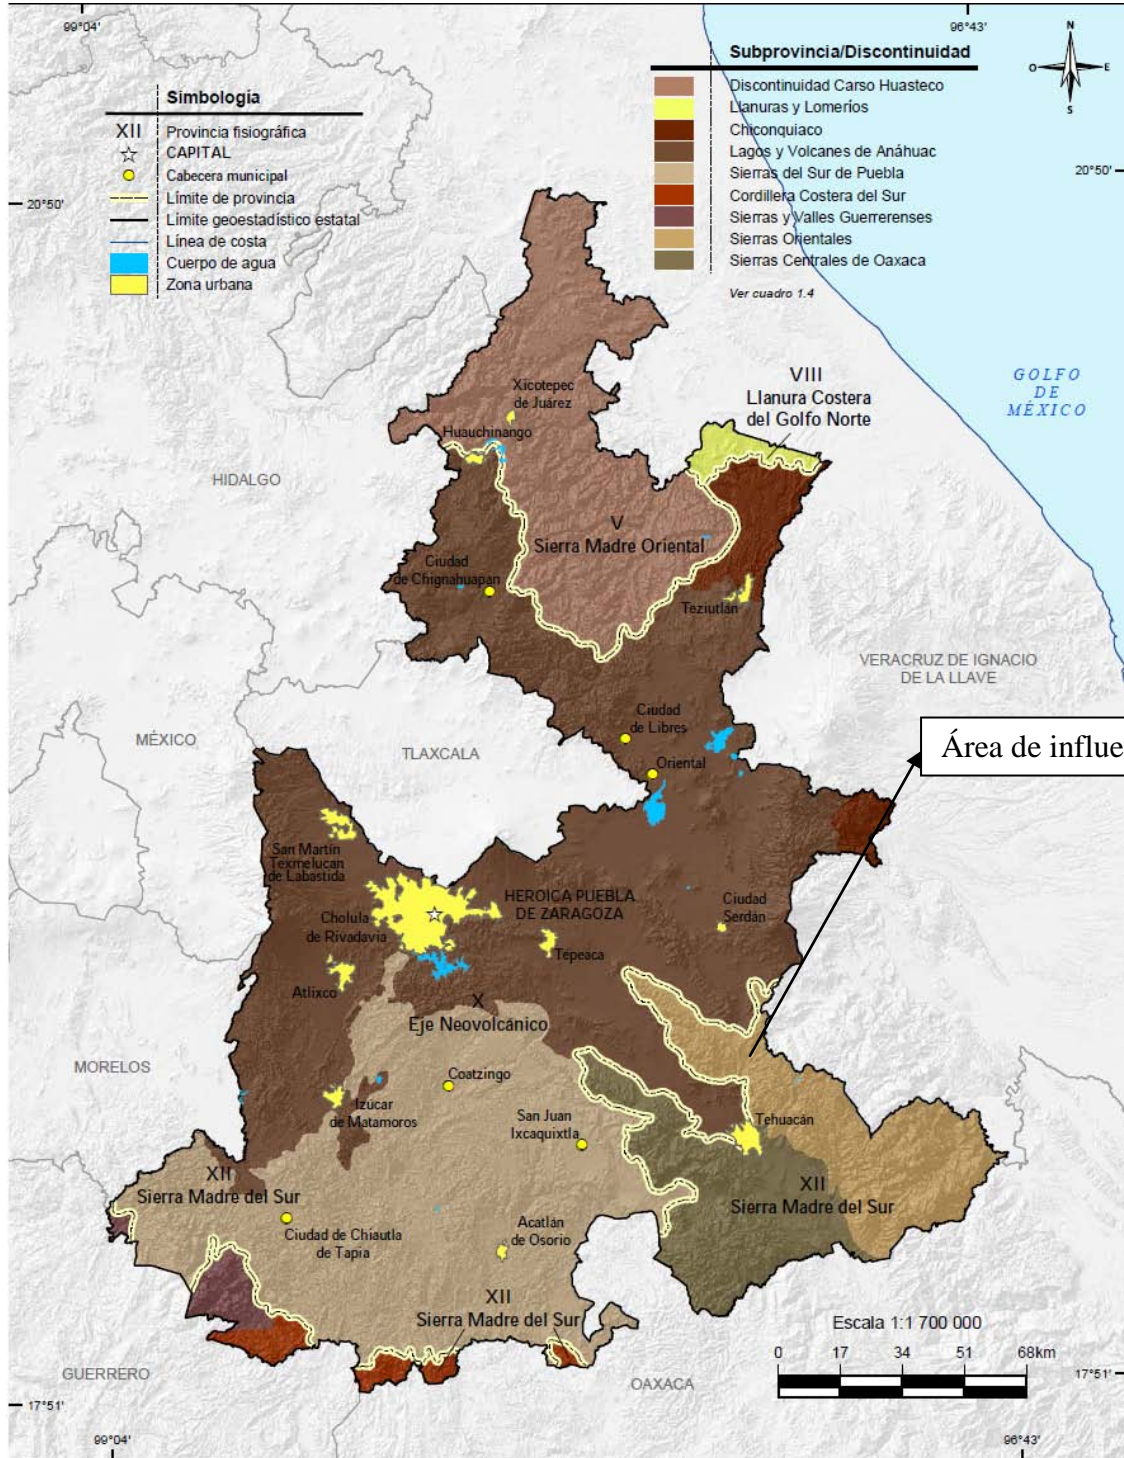 99°04'
96°43'
Simbología
XII Provincia fisiográfica
CAPITAL
Cabecera municipal
Límite de provincia
Límite geoestadístico estatal
Línea de costa
Cuerpo de agua
Zona urbana
Subprovincia/Discontinuidad
Discontinuidad Carso Huasteco
Llanuras y Lomeríos
Chiconquiaco
Lagos y Volcanes de Anáhuac
Sierras del Sur de Puebla
Cordillera Costera del Sur
Sierras y Valles Guerrerenses
Sierras Orientales
Sierras Centrales de Oaxaca
Ver cuadro 1.4
N
O
E
S
20°50'
20°50'
GOLFO
DE
MÉXICO
VIII
Llanura Costera
del Golfo Norte
Xicotepec
de Juárez
Huauchinango
HIDALGO
V
Sierra Madre Oriental
Ciudad
de Chignahuapan
Teziutlán
VERACRUZ DE IGNACIO
DE LA LLAVE
Ciudad
de Libres
MÉXICO
TLAXCALA
Oriental
Área de influe
San Martín
Texmelucan
de Labastida
HEROICA PUEBLA
DE ZARAGOZA
Ciudad
Serdán
Cholula
de Rivadavia
Tepeaca
Atlixco
X
Eje Neovolcánico
MORELOS
Coatzingo
Izúcar
de Matamoros
San Juan
Ixcaquixtla
Tehuacán
XII
Sierra Madre del Sur
XII
Sierra Madre del Sur
Ciudad de Chiautla
de Tapia
Acatlán
de Osorio
XII
Sierra Madre del Sur
Escala 1:1 700 000
0 17 34 51 68km
GUERRERO
OAXACA
17°51'
17°51'
99°04'
96°43'